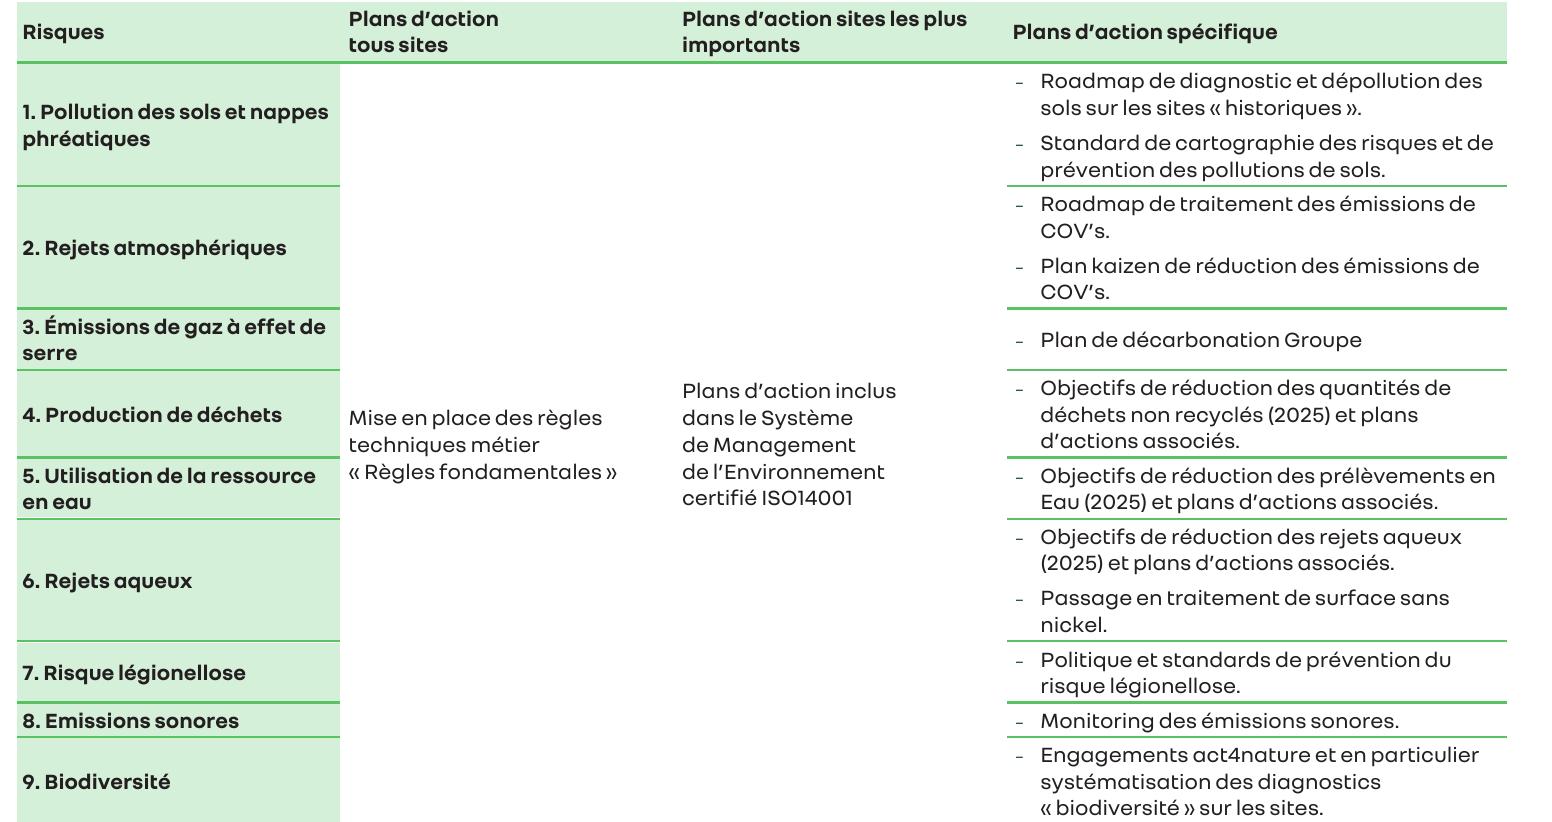 Risques
Plans d’action
tous sites
Plans d’action sites les plus
importants
Plans d’action spécifique
1. Pollution des sols et nappes
phréatiques
- Roadmap de diagnostic et dépollution des
sols sur les sites « historiques ».
- Standard de cartographie des risques et de
prévention des pollutions de sols.
2. Rejets atmosphériques
- Roadmap de traitement des émissions de
COV’s.
- Plan kaizen de réduction des émissions de
COV’s.
3. Émissions de gaz à effet de
serre
- Plan de décarbonation Groupe
4. Production de déchets
- Objectifs de réduction des quantités de
déchets non recyclés (2025) et plans
d’actions associés.
Mise en place des règles
techniques métier
« Règles fondamentales »
Plans d’action inclus
dans le Système
de Management
de l’Environnement
certifié ISO14001
5. Utilisation de la ressource
en eau
- Objectifs de réduction des prélèvements en
Eau (2025) et plans d’actions associés.
6. Rejets aqueux
- Objectifs de réduction des rejets aqueux
(2025) et plans d’actions associés.
- Passage en traitement de surface sans
nickel.
7. Risque légionellose
- Politique et standards de prévention du
risque légionellose.
8. Emissions sonores
- Monitoring des émissions sonores.
9. Biodiversité
- Engagements act4nature et en particulier
systématisation des diagnostics
« biodiversité » sur les sites.